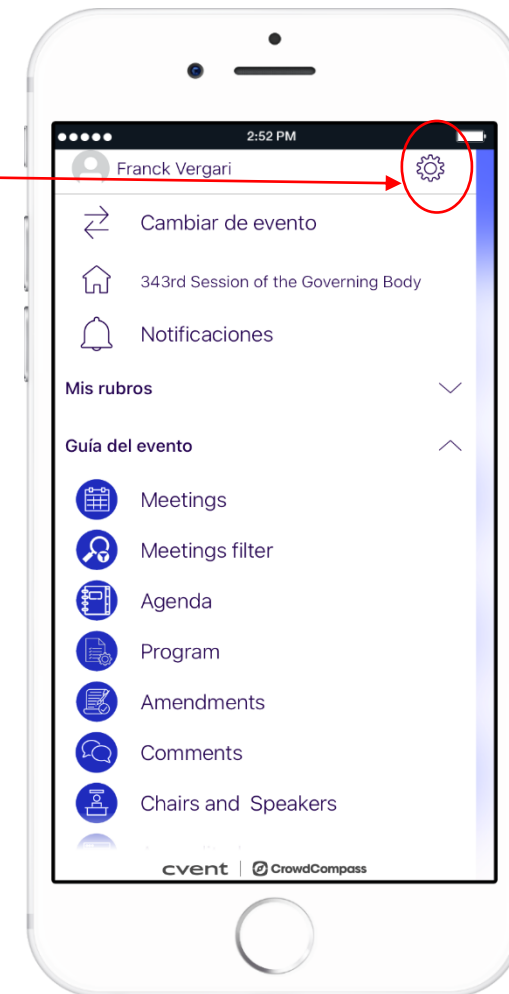 2:52 PM
Franck Vergari
Cambiar de evento
343rd Session of the Governing Body
Notificaciones
Mis rubros
Guía del evento
Meetings
Meetings filter
Agenda
Program
Amendments
Comments
Chairs and Speakers
cvent | CrowdCompass